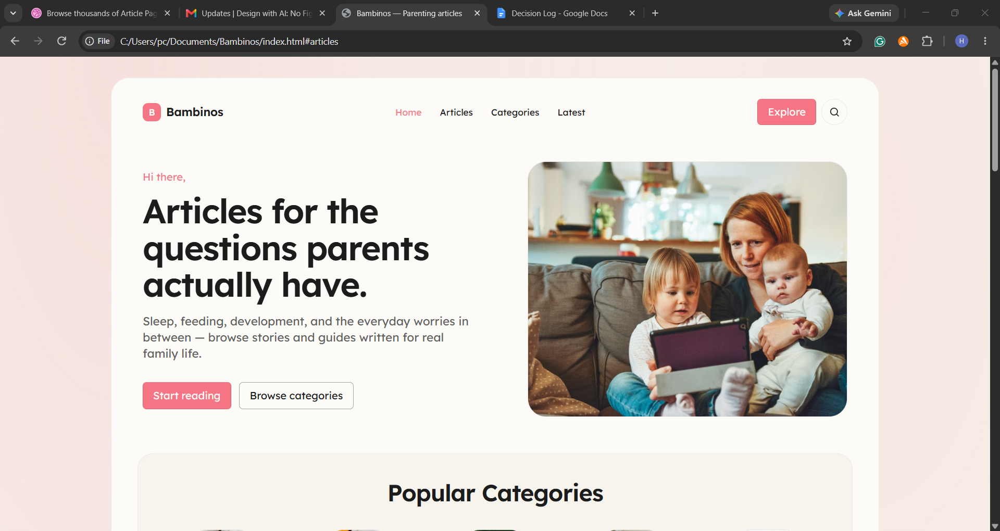 Browse thousands of Article Pag
Updates | Design with AI: No Fig
Bambinos — Parenting articles
Decision Log - Google Docs
Ask Gemini
File
C:/Users/pc/Documents/Bambinos/index.html#articles
H
B
Bambinos
Home
Articles
Categories
Latest
Explore
Hi there,
Articles for the
questions parents
actually have.
Sleep, feeding, development, and the everyday worries in
between — browse stories and guides written for real
family life.
Start reading
Browse categories
Popular Categories